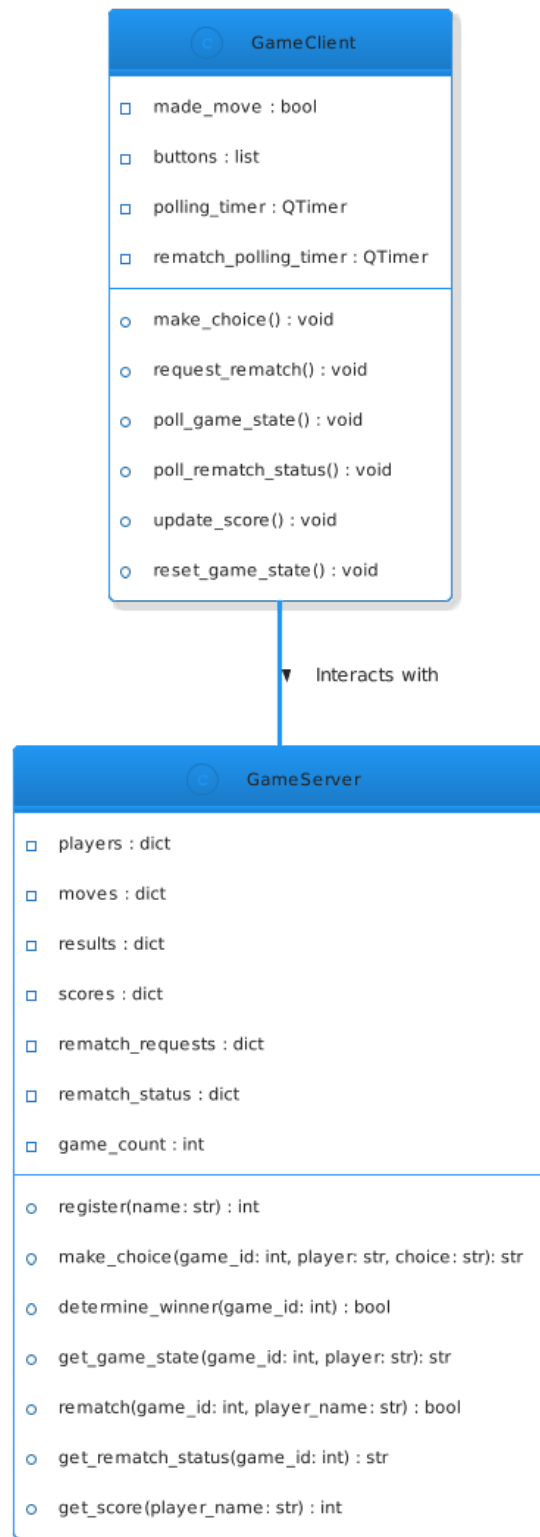 C GameClient
made_move : bool
buttons : list
polling_timer : QTimer
rematch_polling_timer : QTimer
make_choice() : void
request_rematch() : void
poll_game_state() : void
poll_rematch_status() : void
update_score() : void
reset_game_state() : void
Interacts with
C GameServer
players : dict
moves : dict
results : dict
scores : dict
rematch_requests : dict
rematch_status : dict
game_count : int
register(name: str) : int
make_choice(game_id: int, player: str, choice: str): str
determine_winner(game_id: int) : bool
get_game_state(game_id: int, player: str): str
rematch(game_id: int, player_name: str) : bool
get_rematch_status(game_id: int) : str
get_score(player_name: str) : int